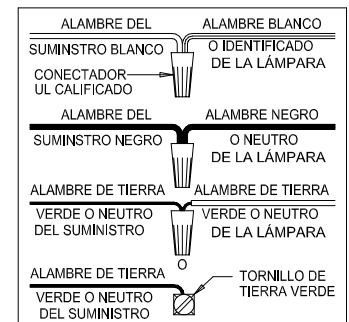 ALAMBRE DEL ALAMBRE BLANCO
SUMINSTRO BLANCO O IDENTIFICADO
DE LA LÁMPARA
CONECTADOR
UL CALIFICADO
ALAMBRE DEL ALAMBRE NEGRO
SUMINSTRO NEGRO O NEUTRO
DE LA LÁMPARA
ALAMBRE DE TIERRA ALAMBRE DE TIERRA
VERDE O NEUTRO VERDE O NEUTRO
DEL SUMINISTRO DE LA LÁMPARA
O
ALAMBRE DE TIERRA TORNILLO DE
TIERRA VERDE
VERDE O NEUTRO
DEL SUMINISTRO